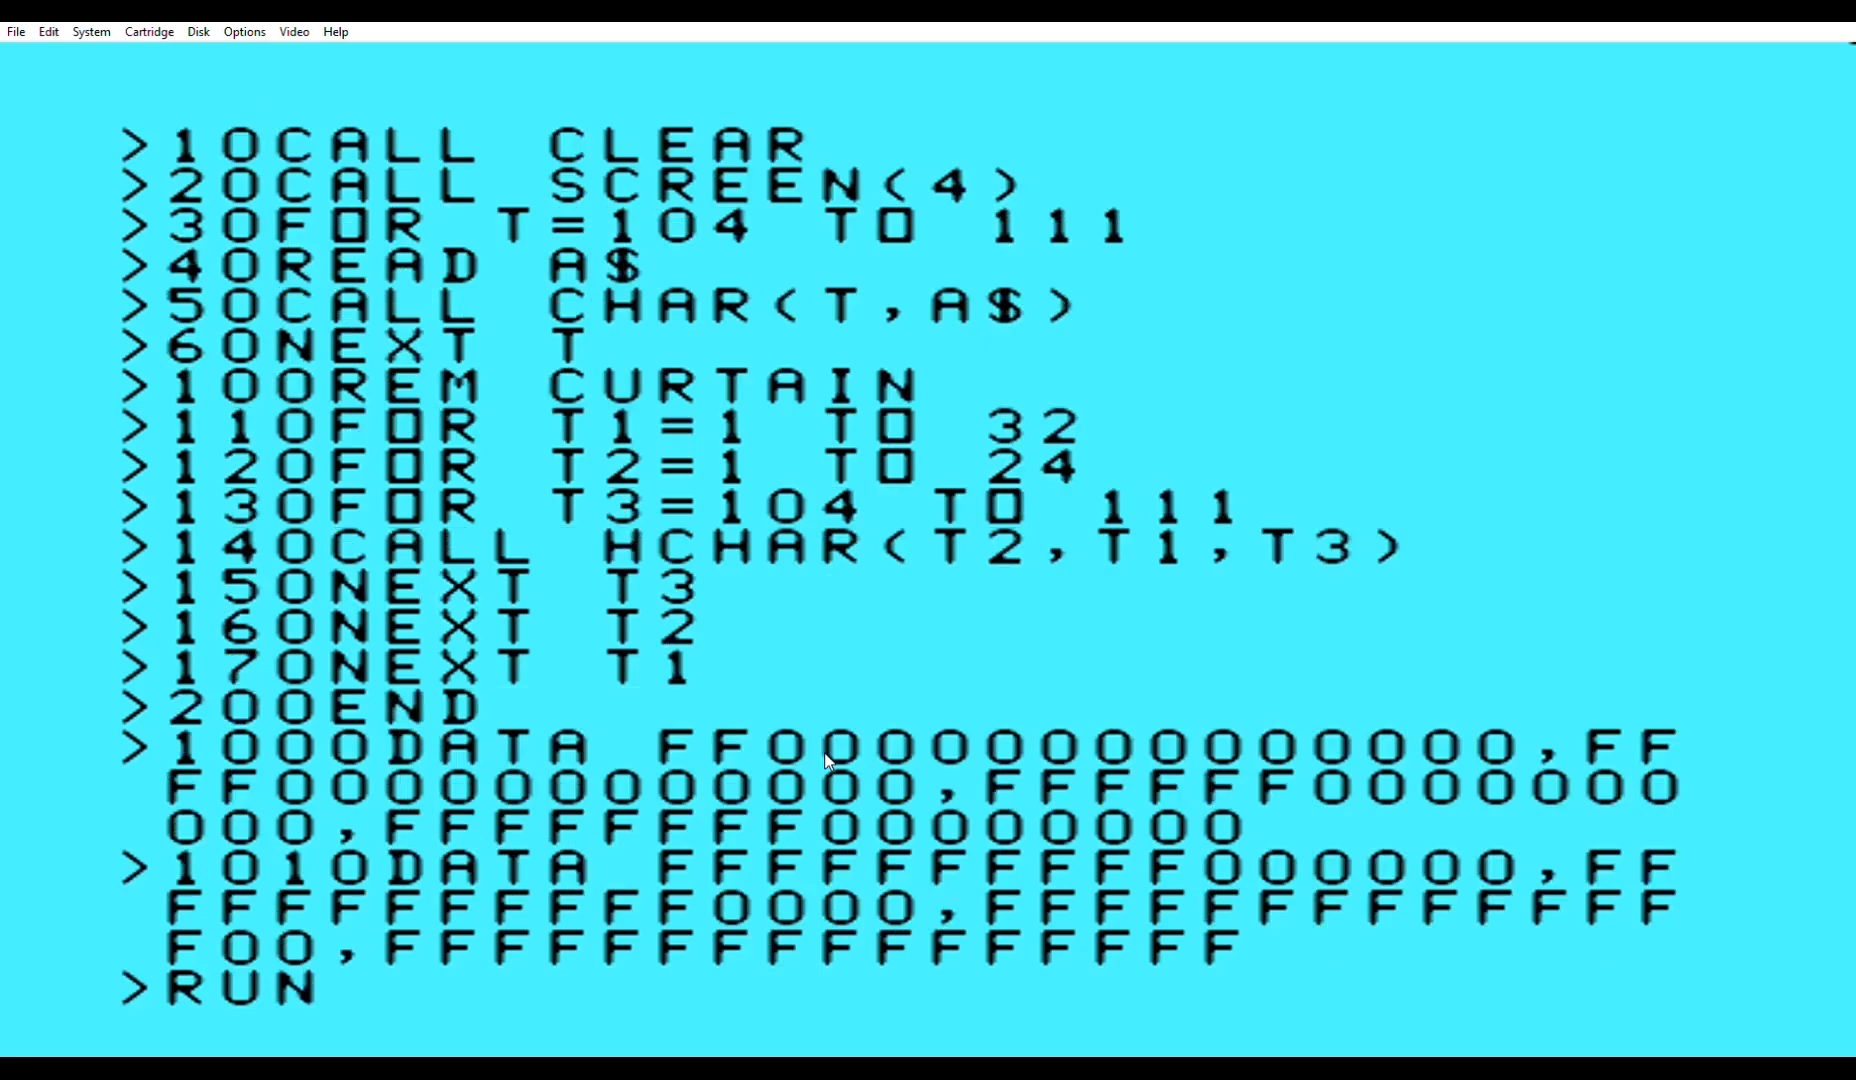 File Edit System Cartridge Disk Options Video Help
>10CALL CLEAR
>20CALL SCREEN(4)
>30FOR T=104 TO 111
>40READ A$
>50CALL CHAR(T,A$)
>60NEXT T
>100REM CURTAIN
>110FOR T1=1 TO 32
>120FOR T2=1 TO 24
>130FOR T3=104 TO 111
>140CALL HCHAR(T2,T1,T3)
>150NEXT T3
>160NEXT T2
>170NEXT T1
>200END
>1000DATA FF00000000000000,FF
FF000000000000,FFFFFF0000000
000,FFFFFFFF00000000
>1010DATA FFFFFFFFFF000000,FF
FFFFFFFFFF0000,FFFFFFFFFFFFF
F00,FFFFFFFFFFFFFFFF
>RUN